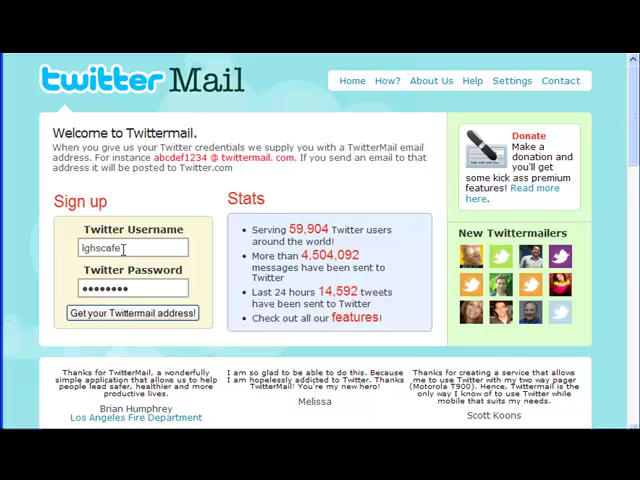 twitter Mail
Home How? About Us Help Settings Contact
Welcome to Twittermail.
When you give us your Twitter credentials we supply you with a TwitterMail email
address. For instance abcdef1234 @ twittermail. com. If you send an email to that
address it will be posted to Twitter.com
Sign up
Twitter Username
lghscafe
Twitter Password
••••••••
Get your Twittermail address!
Stats
Serving 59,904 Twitter users
around the world!
More than 4,504,092
messages have been sent to
Twitter
Last 24 hours 14,592 tweets
have been sent to Twitter
Check out all our features!
Donate
Make a
donation and
you'll get
some kick ass premium
features! Read more
here.
New Twittermailers
Thanks for TwitterMail, a wonderfully
simple application that allows us to help
people lead safer, healthier and more
productive lives.
Brian Humphrey
Los Angeles Fire Department
I am so glad to be able to do this. Because
I am hopelessly addicted to Twitter. Thanks
TwitterMail! You're my new hero!
Melissa
Thanks for creating a service that allows
me to use Twitter with my two way pager
(Motorola T900). Hence, Twittermail is the
only way I know of to use Twitter while
mobile that suits my needs.
Scott Koons